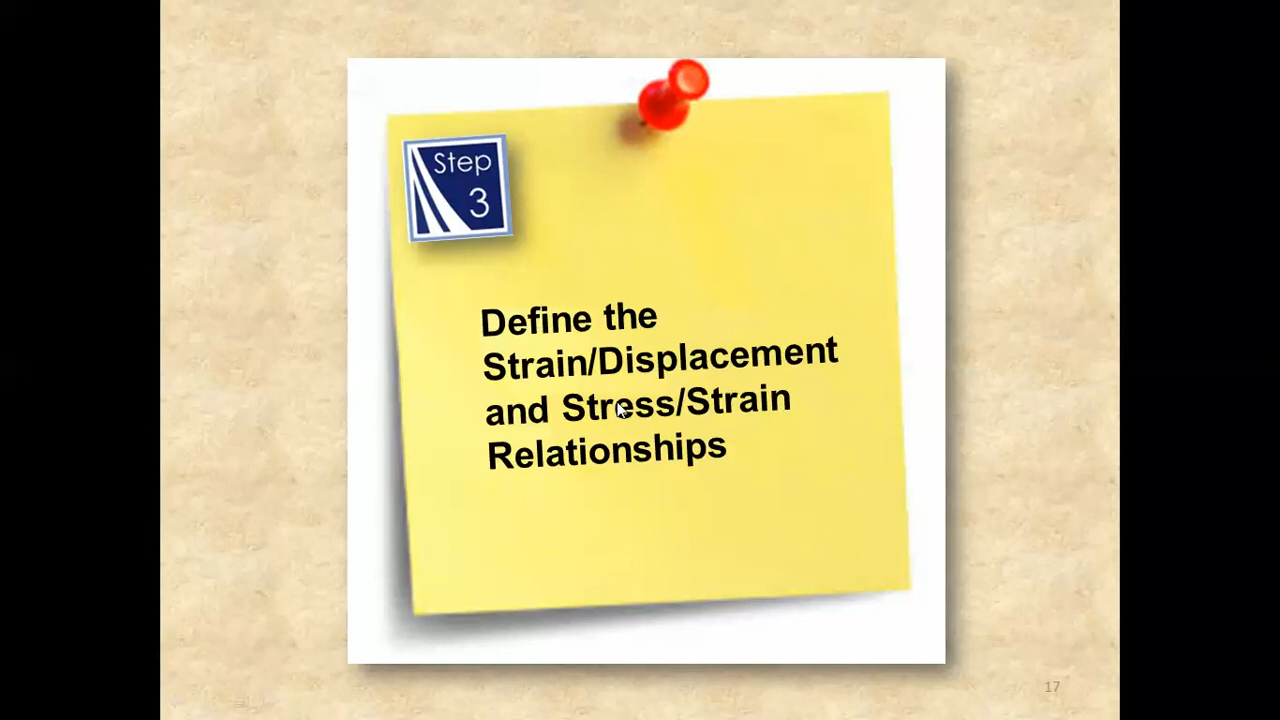 Step
3
Define the
Strain/Displacement
and Stress/Strain
Relationships
17